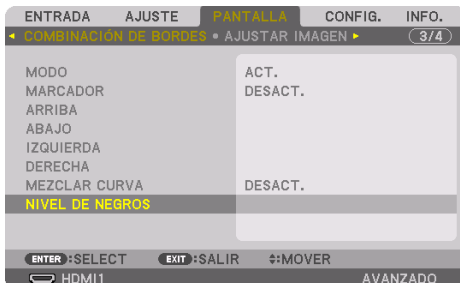 ENTRADA AJUSTE PANTALLA CONFIG. INFO.
COMBINACIÓN DE BORDES • AJUSTAR IMAGEN 3/4
MODO ACT.
MARCADOR DESACT.
ARRIBA
ABAJO
IZQUIERDA
DERECHA
MEZCLAR CURVA DESACT.
NIVEL DE NEGROS
ENTER :SELECT EXIT :SALIR :MOVER
HDMI1 AVANZADO